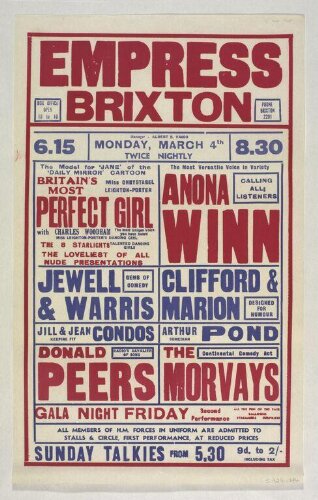 EMPRESS
BRIXTON
BOX OFFICE
OPEN
10 to 10
PHONE
BRIXTON
2201
6.15
MONDAY, MARCH 4th
TWICE NIGHTLY
8.30
The Model for 'JANE' of the
'DAILY MIRROR' CARTOON
BRITAIN'S MOST
Miss CHRYSTABEL
LEIGHTON-PORTER
PERFECT GIRL
with CHARLES WOODHAM
MISS LEIGHTON-PORTER'S DANCING GIRL
THE 8 STARLIGHTS TALENTED DANCING GIRLS
THE LOVELIEST OF ALL
NUDE PRESENTATIONS
The Most Versatile Voice in Variety
ANONA
CALLING
ALL
LISTENERS
WINN
JEWELL
GEMS OF
COMEDY
& WARRIS
CLIFFORD &
MARION
DESIGNED
FOR
HUMOUR
JILL & JEAN CONDOS
KEEPING FIT
ARTHUR POND
COMEDIAN
DONALD
RADIO'S CAVALIER
OF SONG
PEERS
THE
Continental Comedy Act
MORVAYS
GALA NIGHT FRIDAY
Second
Performance
ALL MEMBERS OF H.M. FORCES IN UNIFORM ARE ADMITTED TO
STALLS & CIRCLE, FIRST PERFORMANCE, AT REDUCED PRICES
SUNDAY TALKIES FROM 5.30
9d. to 2/-
INCLUDING TAX